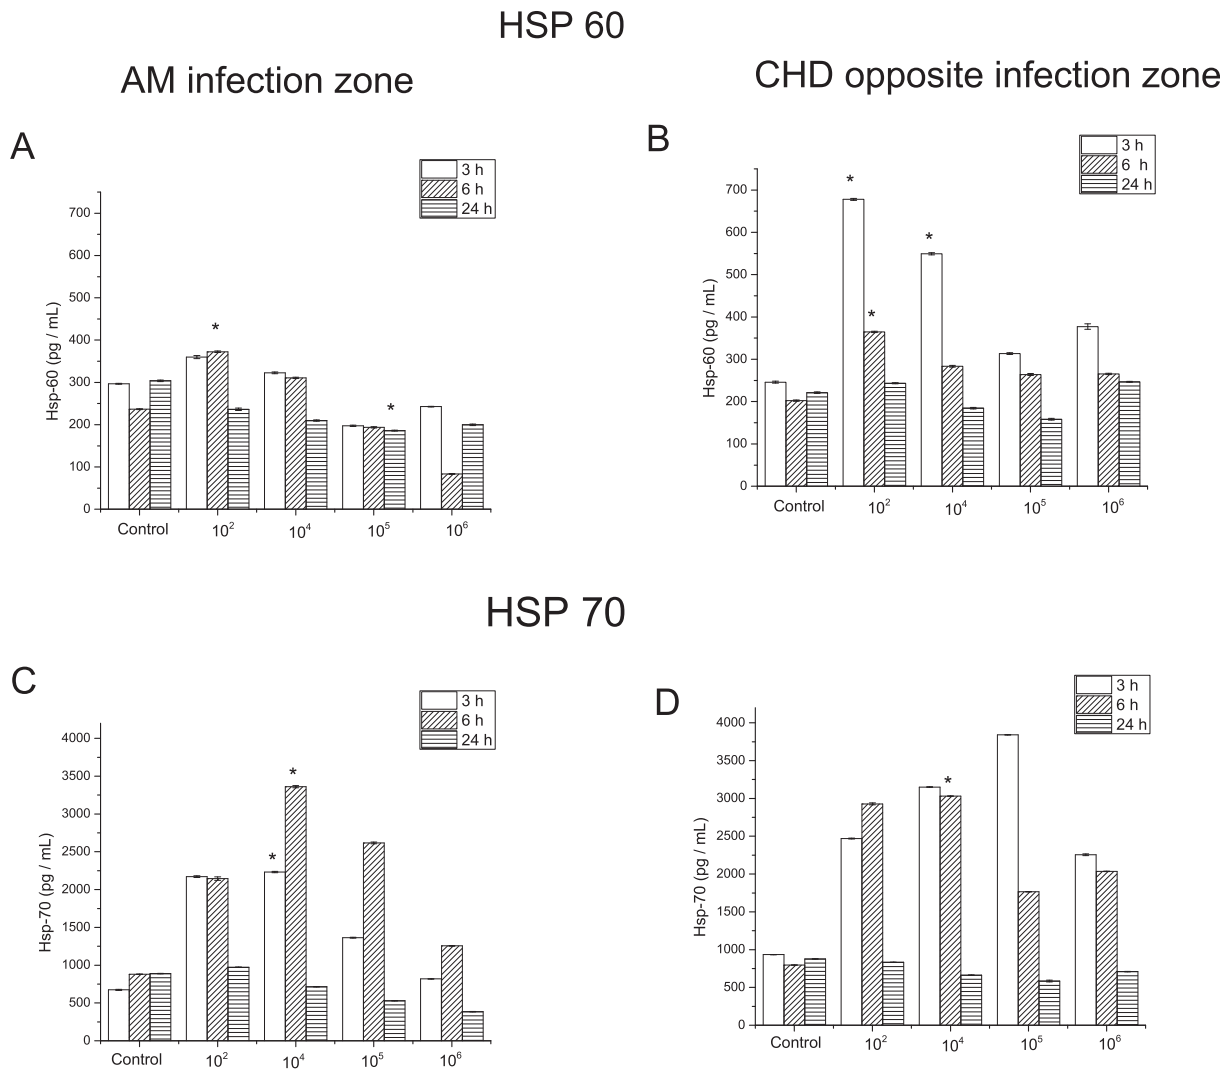 HSP 60
AM infection zone
CHD opposite infection zone
A
3 h
6 h
24 h
700
600
500
400
300
200
100
0
Hsp-60 (pg / mL)
*
*
Control
10²
10⁴
10⁵
10⁶
B
3 h
6 h
24 h
700
600
500
400
300
200
100
0
Hsp-60 (pg / mL)
*
*
*
Control
10²
10⁴
10⁵
10⁶
HSP 70
C
3 h
6 h
24 h
4000
3500
3000
2500
2000
1500
1000
500
0
Hsp-70 (pg / mL)
*
*
Control
10²
10⁴
10⁵
10⁶
D
3 h
6 h
24 h
4000
3500
3000
2500
2000
1500
1000
500
0
Hsp-70 (pg / mL)
*
Control
10²
10⁴
10⁵
10⁶